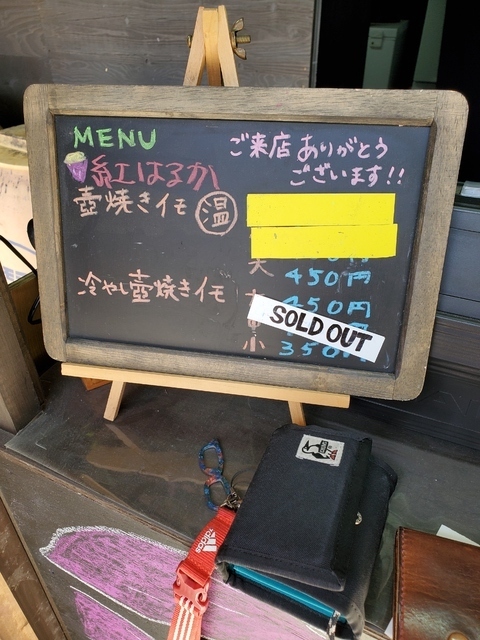 MENU
ご来店ありがとう
ございます!!
紅はるか
壺焼きイモ 温
大 450円
冷やし壺焼きイモ
450円
SOLD OUT
小 350円
adidas